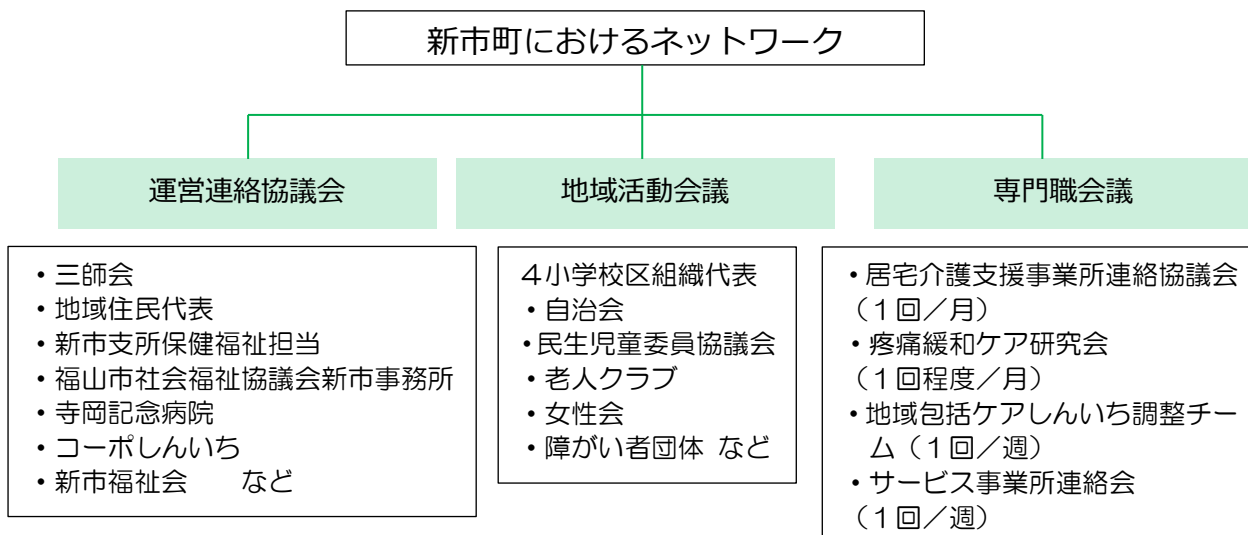 新市町におけるネットワーク
運営連絡協議会
・三師会
・地域住民代表
・新市支所保健福祉担当
・福山市社会福祉協議会新市事務所
・寺岡記念病院
・コーポしんいち
・新市福祉会　　など
地域活動会議
４小学校区組織代表
・自治会
・民生児童委員協議会
・老人クラブ
・女性会
・障がい者団体 など
専門職会議
・居宅介護支援事業所連絡協議会
（１回／月）
・疼痛緩和ケア研究会
（１回程度／月）
・地域包括ケアしんいち調整チー
ム（１回／週）
・サービス事業所連絡会
（１回／週）